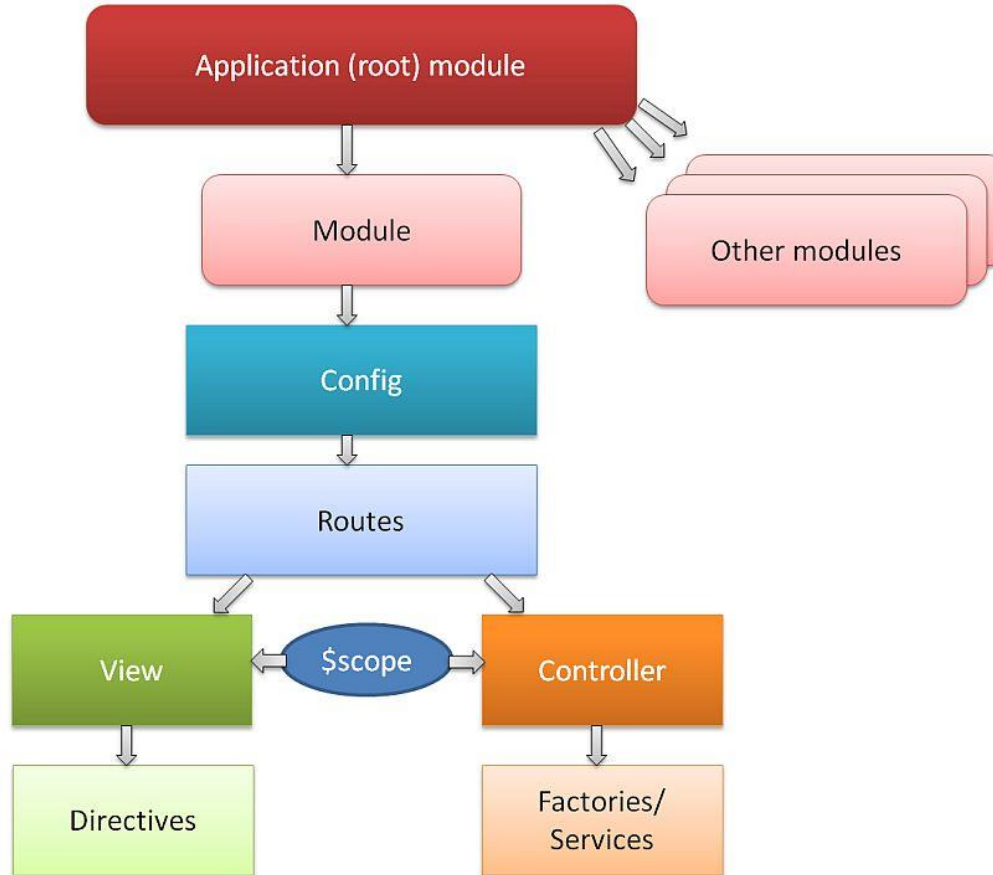 Application (root) module
Module
Other modules
Config
Routes
View
$scope
Controller
Directives
Factories/
Services